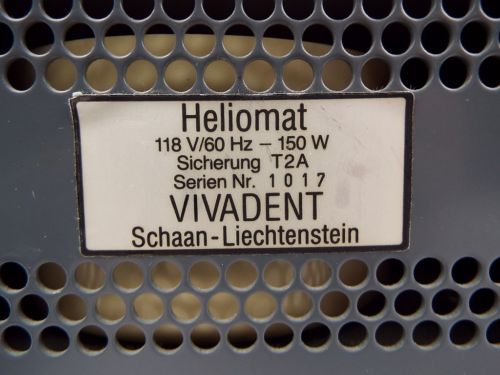 Heliomat
118 V/60 Hz - 150 W
Sicherung T2A
Serien Nr. 1017
VIVADENT
Schaan-Liechtenstein